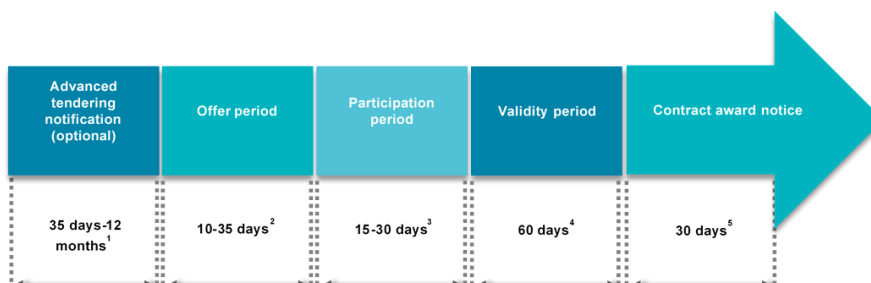 Advanced
tendering
notification
(optional)
Offer period
Participation
period
Validity period
Contract award notice
35 days-12
months1
10-35 days2
15-30 days3
60 days4
30 days5